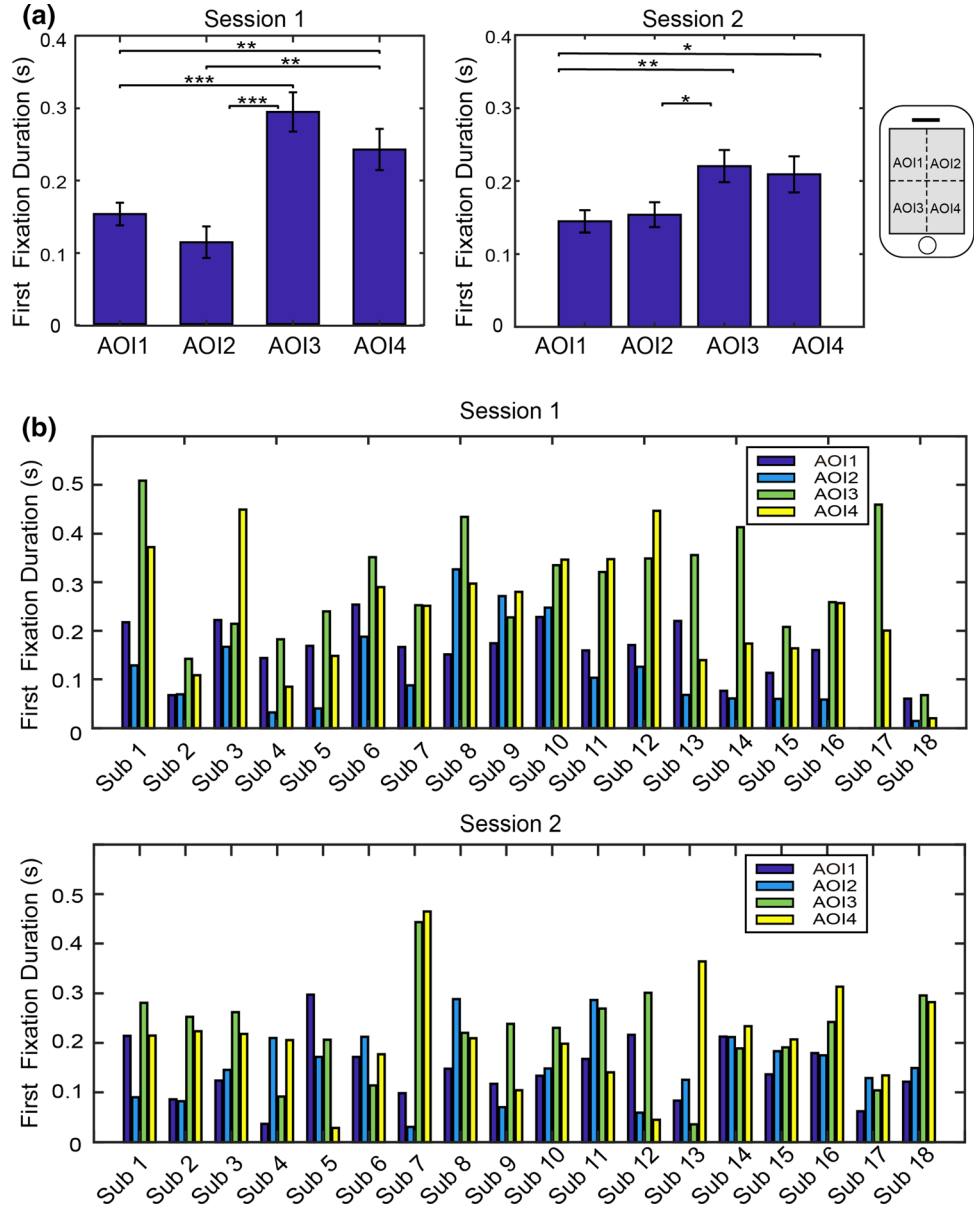 (a)
Session 1
First Fixation Duration (s)
0.4
0.3
0.2
0.1
0
**
**
***
***
AOI1 AOI2 AOI3 AOI4
Session 2
First Fixation Duration (s)
0.4
0.3
0.2
0.1
0
*
**
*
AOI1 AOI2 AOI3 AOI4
AOI1 AOI2
AOI3 AOI4
(b)
Session 1
First Fixation Duration (s)
0.5
0.4
0.3
0.2
0.1
0
AOI1
AOI2
AOI3
AOI4
Sub 1 Sub 2 Sub 3 Sub 4 Sub 5 Sub 6 Sub 7 Sub 8 Sub 9 Sub 10 Sub 11 Sub 12 Sub 13 Sub 14 Sub 15 Sub 16 Sub 17 Sub 18
Session 2
First Fixation Duration (s)
0.5
0.4
0.3
0.2
0.1
0
AOI1
AOI2
AOI3
AOI4
Sub 1 Sub 2 Sub 3 Sub 4 Sub 5 Sub 6 Sub 7 Sub 8 Sub 9 Sub 10 Sub 11 Sub 12 Sub 13 Sub 14 Sub 15 Sub 16 Sub 17 Sub 18